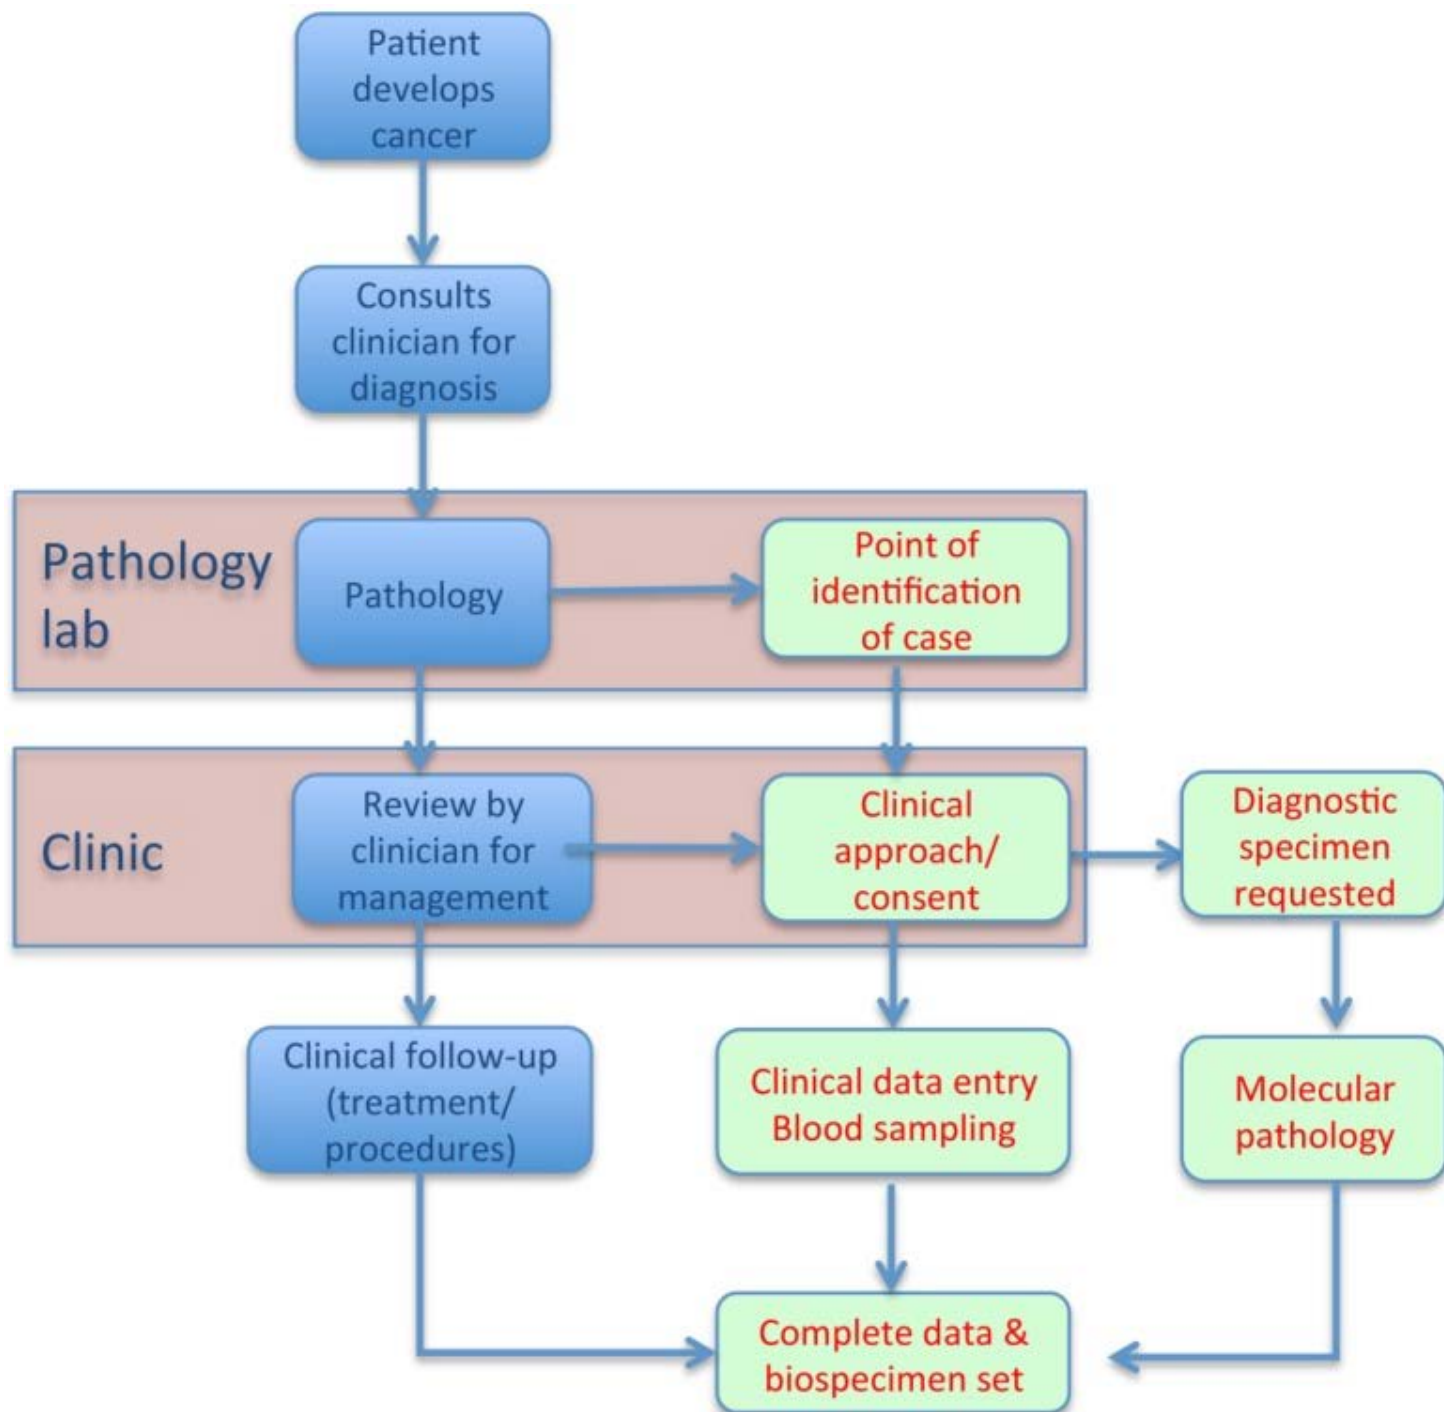 Patient
develops
cancer
Consults
clinician for
diagnosis
Pathology
lab
Pathology
Point of
identification
of case
Clinic
Review by
clinician for
management
Clinical
approach/
consent
Diagnostic
specimen
requested
Clinical follow-up
(treatment/
procedures)
Clinical data entry
Blood sampling
Molecular
pathology
Complete data &
biospecimen set